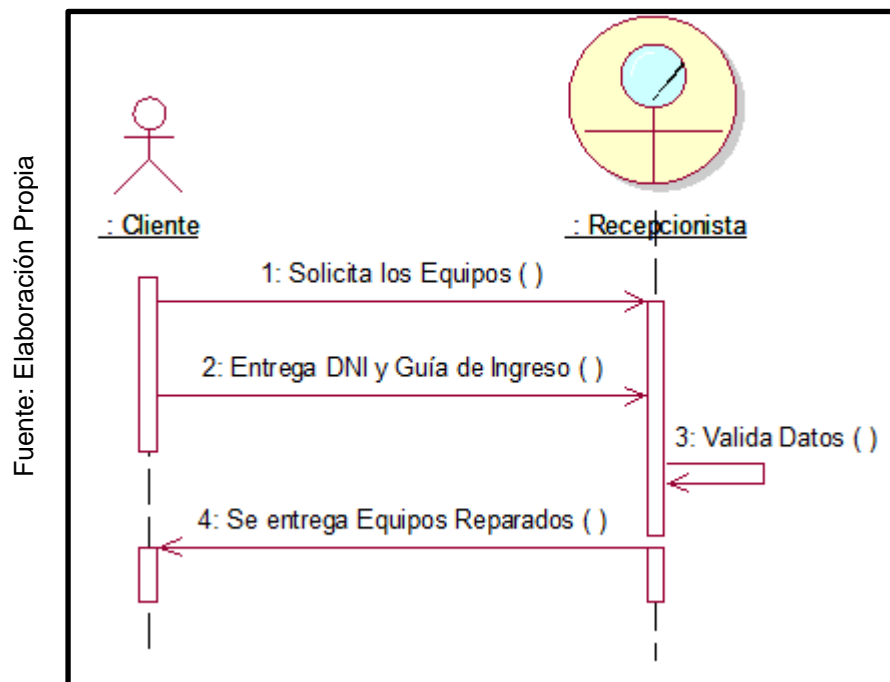 : Cliente
: Recepcionista
1: Solicita los Equipos ( )
2: Entrega DNI y Guía de Ingreso ( )
3: Valida Datos ( )
4: Se entrega Equipos Reparados ( )
Fuente: Elaboración Propia